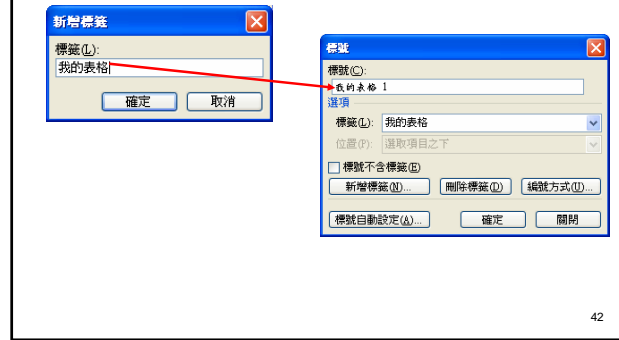 新增標籤
標籤(L):
我的表格
確定 取消
標號
標號(C):
我的表格 1
選項
標籤(L): 我的表格
位置(P): 選取項目之下
標號不含標籤(E)
新增標籤(N)... 刪除標籤(D) 編號方式(U)...
標號自動設定(A)... 確定 關閉
42